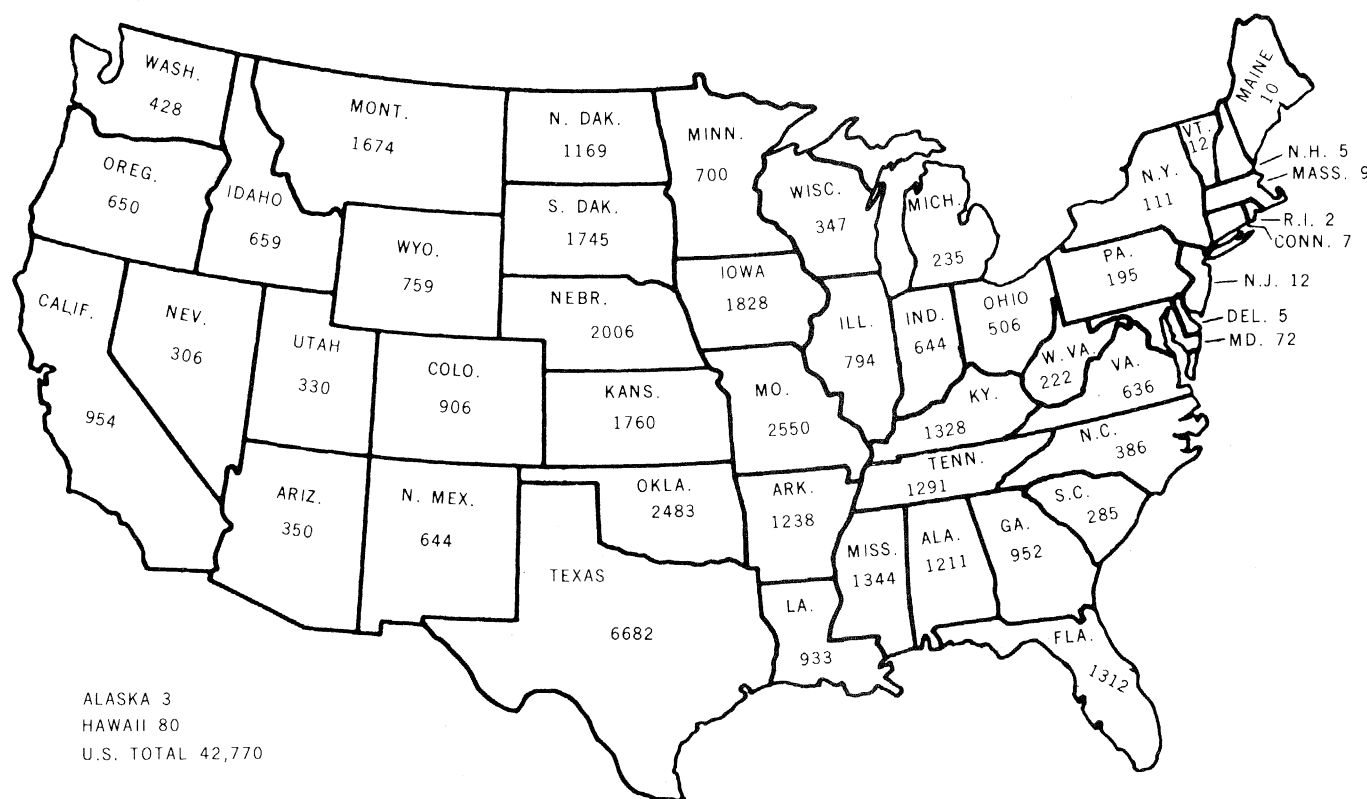 WASH.
428
OREG.
650
CALIF.
954
NEV.
306
IDAHO
659
MONT.
1674
WYO.
759
UTAH
330
COLO.
906
ARIZ.
350
N. MEX.
644
N. DAK.
1169
S. DAK.
1745
NEBR.
2006
KANS.
1760
OKLA.
2483
TEXAS
6682
MINN.
700
IOWA
1828
MO.
2550
ARK.
1238
LA.
933
WISC.
347
ILL.
794
MICH.
235
IND.
644
OHIO
506
KY.
1328
TENN.
1291
MISS.
1344
ALA.
1211
GA.
952
FLA.
1312
S.C.
285
N.C.
386
VA.
636
W. VA.
222
PA.
195
N.Y.
111
VT.
12
MAINE
10
N.H. 5
MASS. 9
R.I. 2
CONN. 7
N.J. 12
DEL. 5
MD. 72
ALASKA 3
HAWAII 80
U.S. TOTAL 42,770